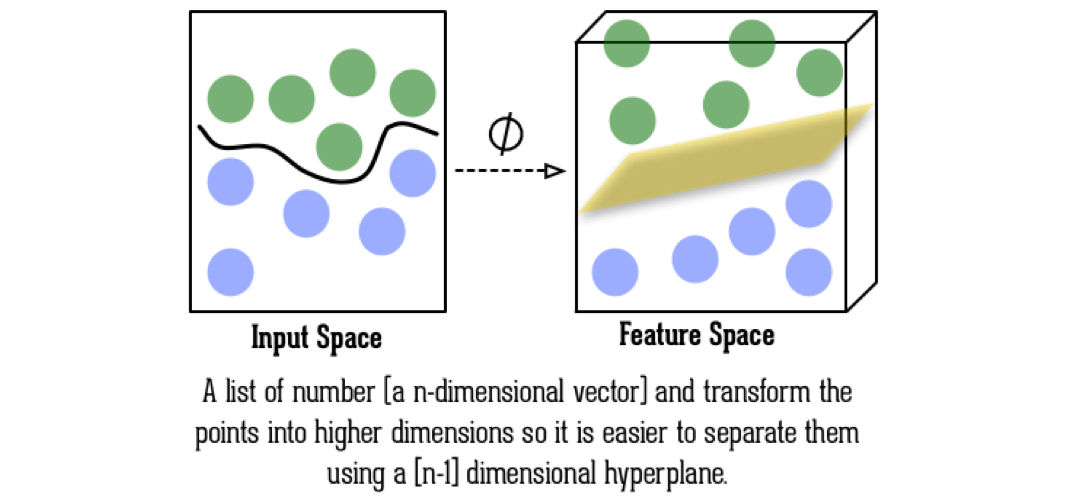 ϕ
Input Space
Feature Space
A list of number [a n-dimensional vector] and transform the
points into higher dimensions so it is easier to separate them
using a [n-1] dimensional hyperplane.